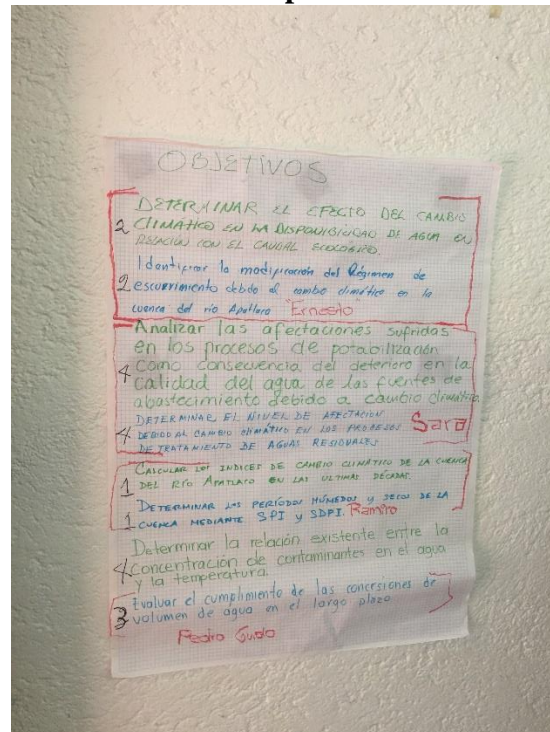 OBJETIVOS
DETERMINAR EL EFECTO DEL CAMBIO
2 CLIMÁTICO EN LA DISPONIBILIDAD DE AGUA EN
RELACIÓN CON EL CAUDAL ECOLÓGICO.
Identificar la modificación del Régimen de
2 escurrimiento debido al cambio climático en la
cuenca del río Apatlaco "Ernesto"
Analizar las afectaciones sufridas
en los procesos de potabilización
4 como consecuencia del deterioro en la
calidad del agua de las fuentes de
abastecimiento debido a cambio climático.
DETERMINAR EL NIVEL DE AFECTACIÓN
4 DEBIDO AL CAMBIO CLIMÁTICO EN LOS PROCESOS Sara
DE TRATAMIENTO DE AGUAS RESIDUALES
CALCULAR LOS INDICES DE CAMBIO CLIMÁTICO DE LA CUENCA
1 DEL RÍO APATLACO EN LAS ULTIMAS DÉCADAS.
DETERMINAR LOS PERÍODOS HÚMEDOS Y SECOS DE LA
1 CUENCA MEDIANTE SPI y SDPI. Ramiro
Determinar la relación existente entre la
4 concentración de contaminantes en el agua
y la temperatura.
Evaluar el cumplimiento de las concesiones de
3 volumen de agua en el largo plazo
Pedro Guido